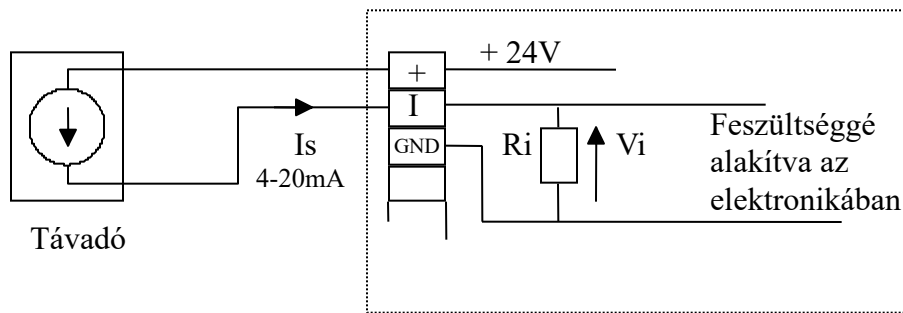 + 24V
+
I
GND
Is
4-20mA
Ri
Vi
Feszültséggé
alakítva az
elektronikában
Távadó